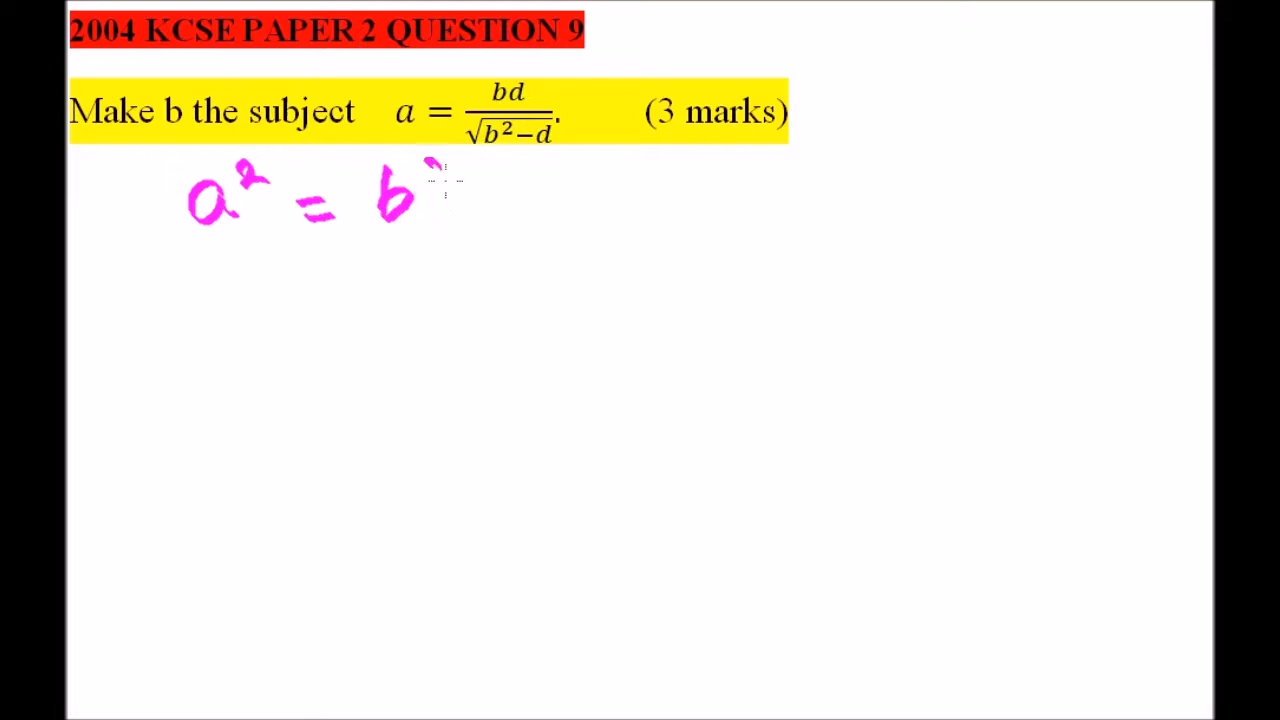 2004 KCSE PAPER 2 QUESTION 9
Make b the subject a = bd / √(b² − d). (3 marks)
a² = b